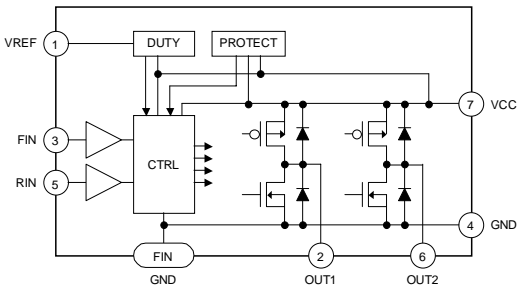 VREF 1 DUTY PROTECT
7 VCC
FIN 3
CTRL
RIN 5
4 GND
FIN 2 6
GND OUT1 OUT2